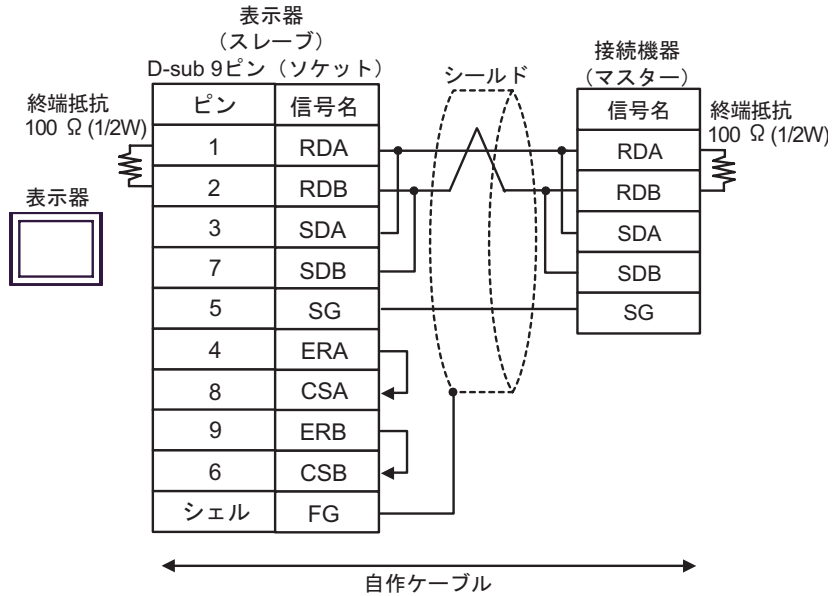 表示器
（スレーブ）
D-sub 9ピン（ソケット）
シールド
接続機器
（マスター）
終端抵抗
100 Ω (1/2W)
表示器
ピン 信号名
1 RDA
2 RDB
3 SDA
7 SDB
5 SG
4 ERA
8 CSA
9 ERB
6 CSB
シェル FG
信号名
RDA
RDB
SDA
SDB
SG
終端抵抗
100 Ω (1/2W)
自作ケーブル